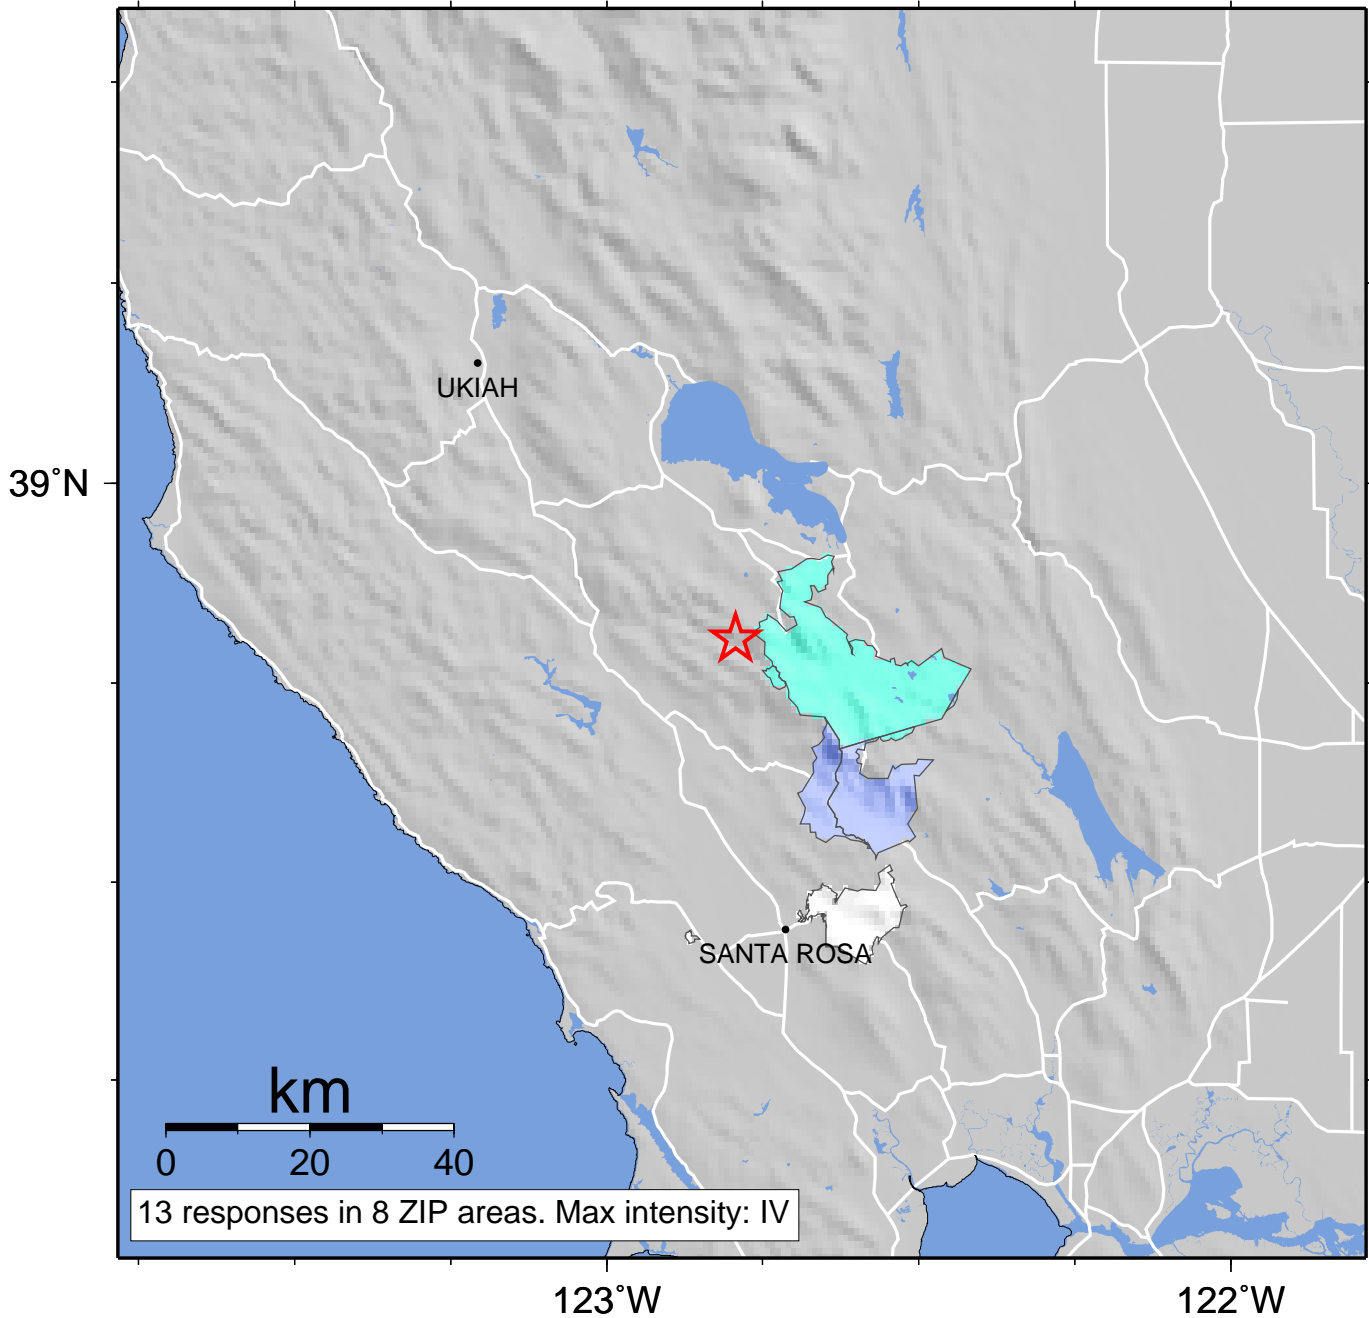 UKIAH
39˚N
SANTA ROSA
km
0 20 40
13 responses in 8 ZIP areas. Max intensity: IV
123˚W 122˚W